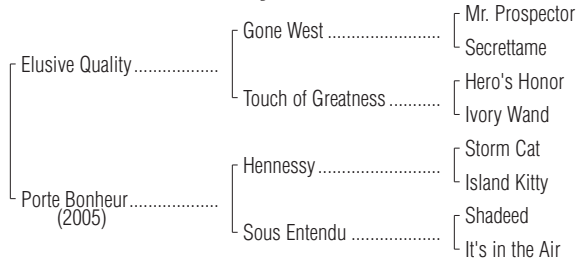 Mr. Prospector
Gone West ......................
Secrettame
Elusive Quality .................
Hero's Honor
Touch of Greatness ..........
Ivory Wand
Storm Cat
Hennessy ........................
Island Kitty
Porte Bonheur ..................
(2005)
Shadeed
Sous Entendu ..................
It's in the Air